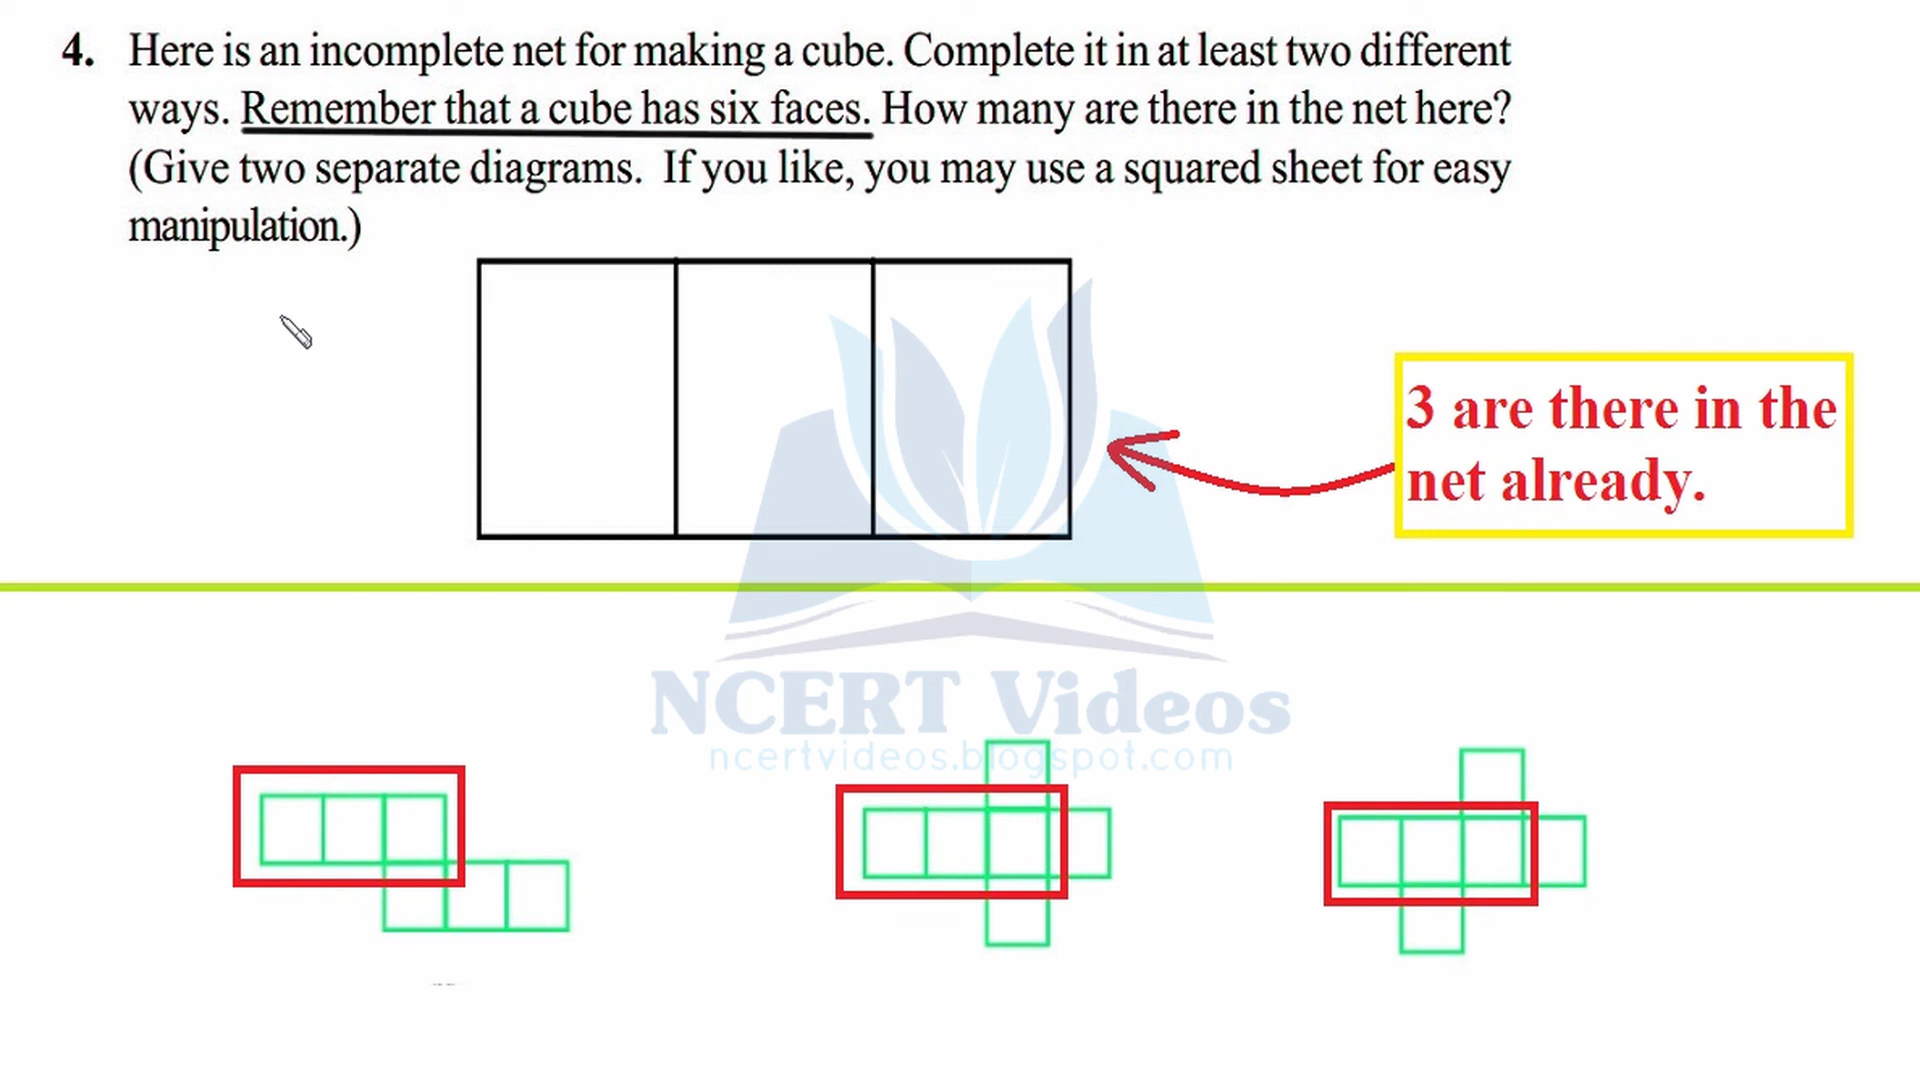 4. Here is an incomplete net for making a cube. Complete it in at least two different
ways. Remember that a cube has six faces. How many are there in the net here?
(Give two separate diagrams. If you like, you may use a squared sheet for easy
manipulation.)
3 are there in the
net already.
NCERT Videos
ncertvideos.blogspot.com